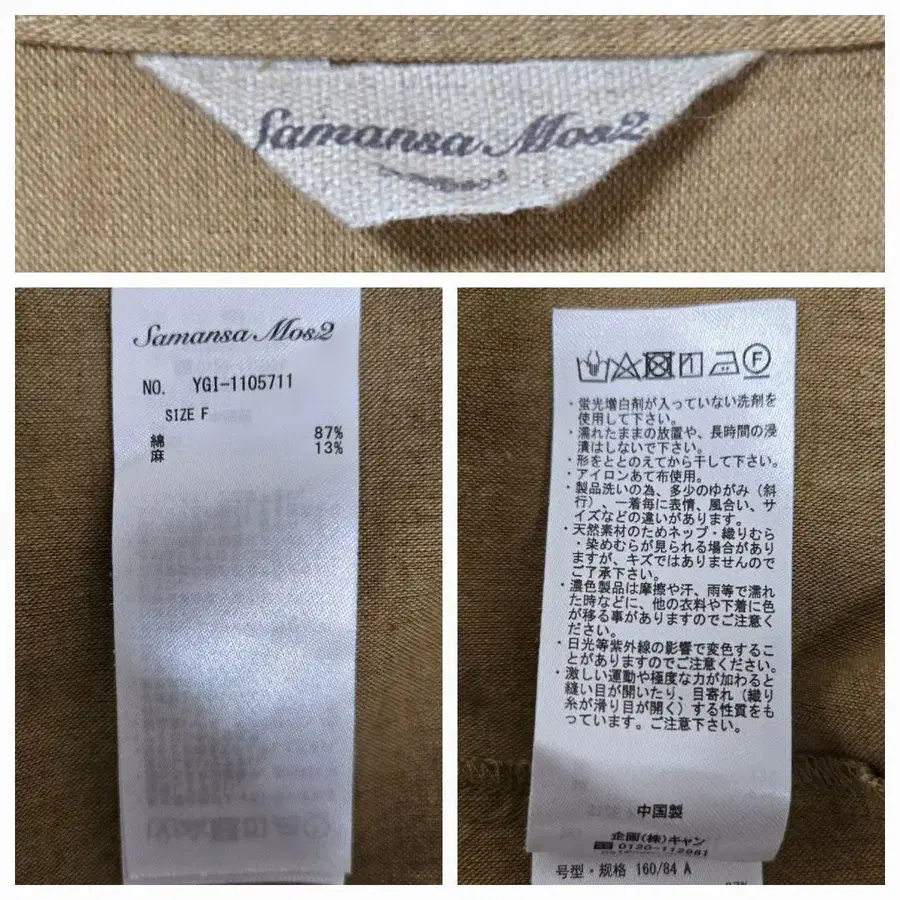 Samansa Mos2
Samansa Mos2
NO. YGI-1105711
SIZE F
綿 87%
麻 13%
F
・蛍光増白剤が入っていない洗剤を
使用して下さい。
・濡れたままの放置や、長時間の浸
漬はしないで下さい。
・形をととのえてから干して下さい。
・アイロンあて布使用。
・製品洗いの為、多少のゆがみ（斜
行）、一着毎に表情、風合い、サ
イズなどの違いがあります。
・天然素材のためネップ・織りむら
・染めむらが見られる場合があり
ますが、キズではありませんので
ご了承下さい。
・濃色製品は摩擦や汗、雨等で濡れ
た時などに、他の衣料や下着に色
が移る事がありますのでご注意く
ださい。
・日光等紫外線の影響で変色するこ
とがありますのでご注意ください。
・激しい運動や極度な力が加わると
縫い目が開いたり、目寄れ（織り
糸が滑り目が開く）する性質をも
っています。ご注意下さい。
中国製
企画(株)キャン
0120-112961
号型・规格 160/84 A